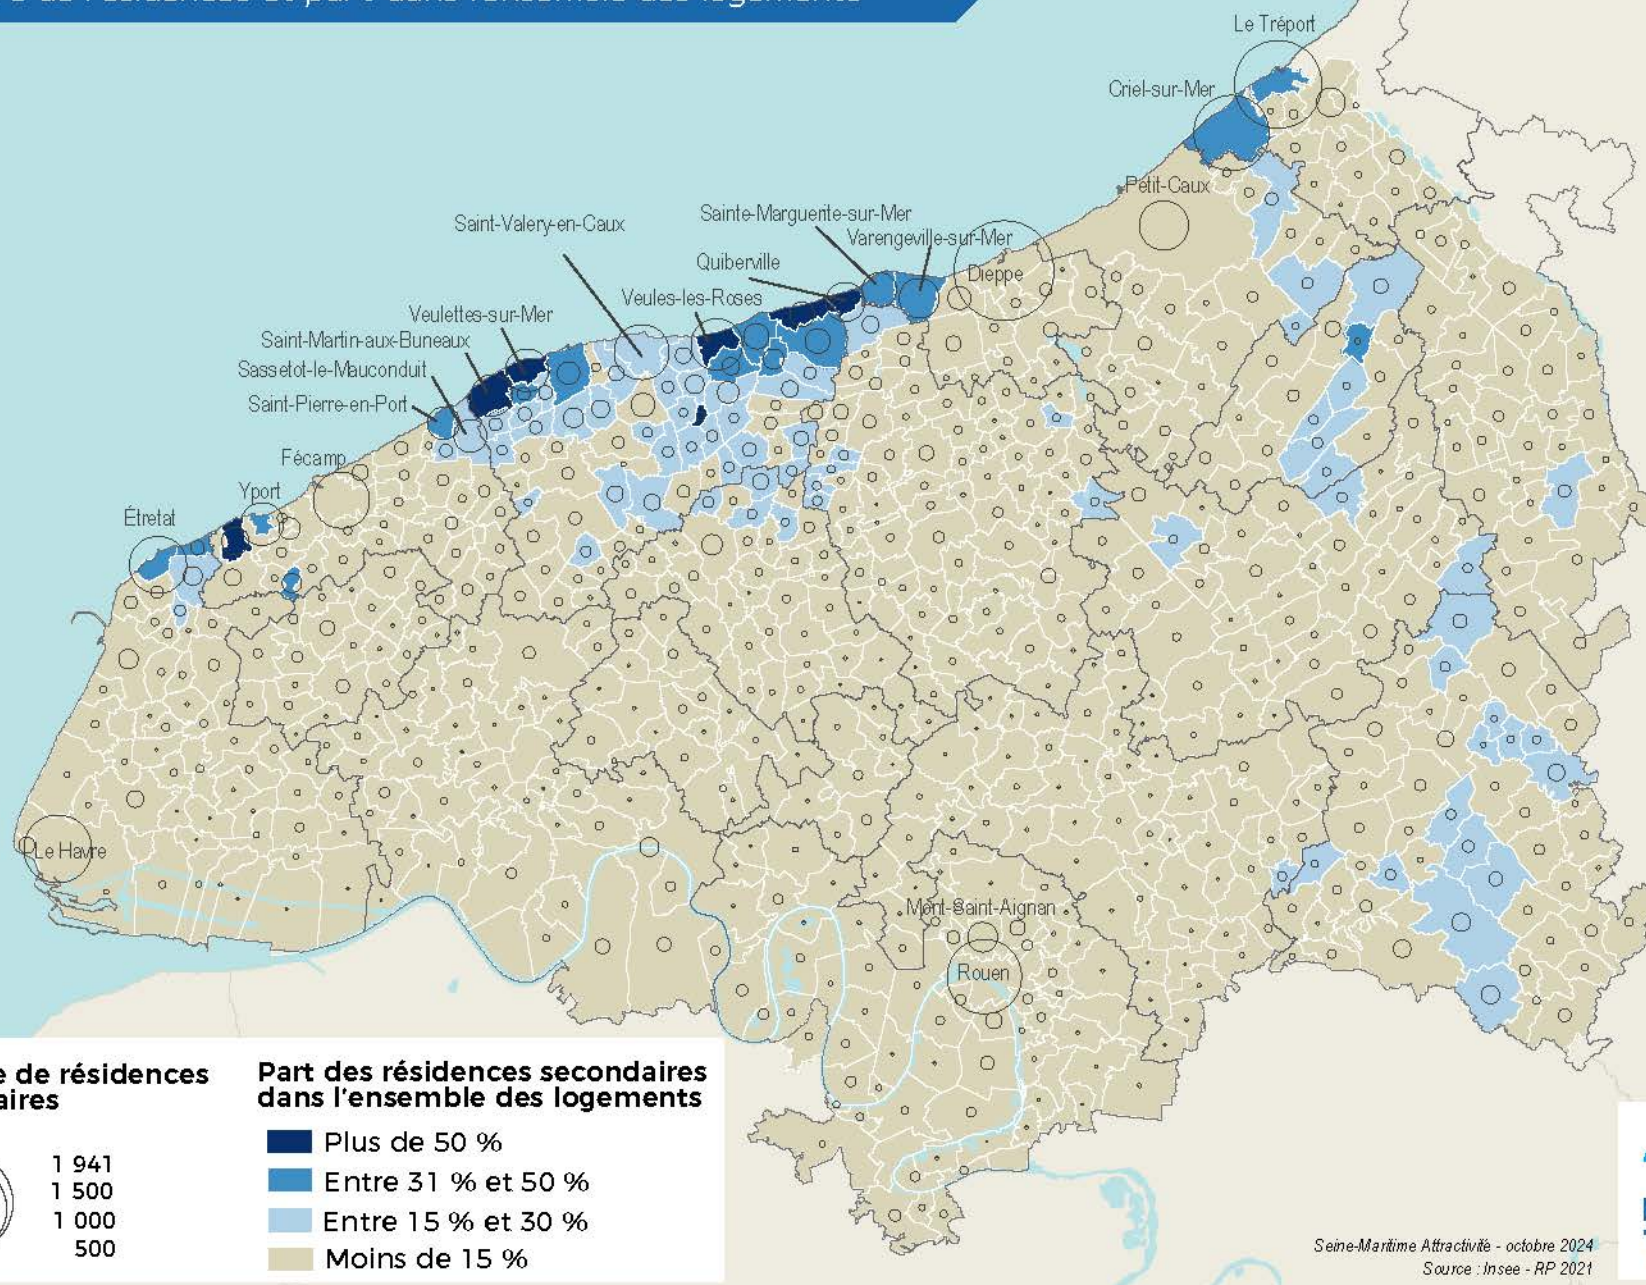 Le Tréport
Criel-sur-Mer
Petit-Caux
Saint-Valery-en-Caux
Sainte-Marguerite-sur-Mer
Varengeville-sur-Mer
Quiberville
Dieppe
Veules-les-Roses
Veulettes-sur-Mer
Saint-Martin-aux-Buneaux
Sassetot-le-Mauconduit
Saint-Pierre-en-Port
Fécamp
Yport
Étretat
Le Havre
Mont-Saint-Aignan
Rouen
e de résidences
aires
1 941
1 500
1 000
500
Part des résidences secondaires
dans l'ensemble des logements
Plus de 50 %
Entre 31 % et 50 %
Entre 15 % et 30 %
Moins de 15 %
Seine-Maritime Attractivité - octobre 2024
Source : Insee - RP 2021